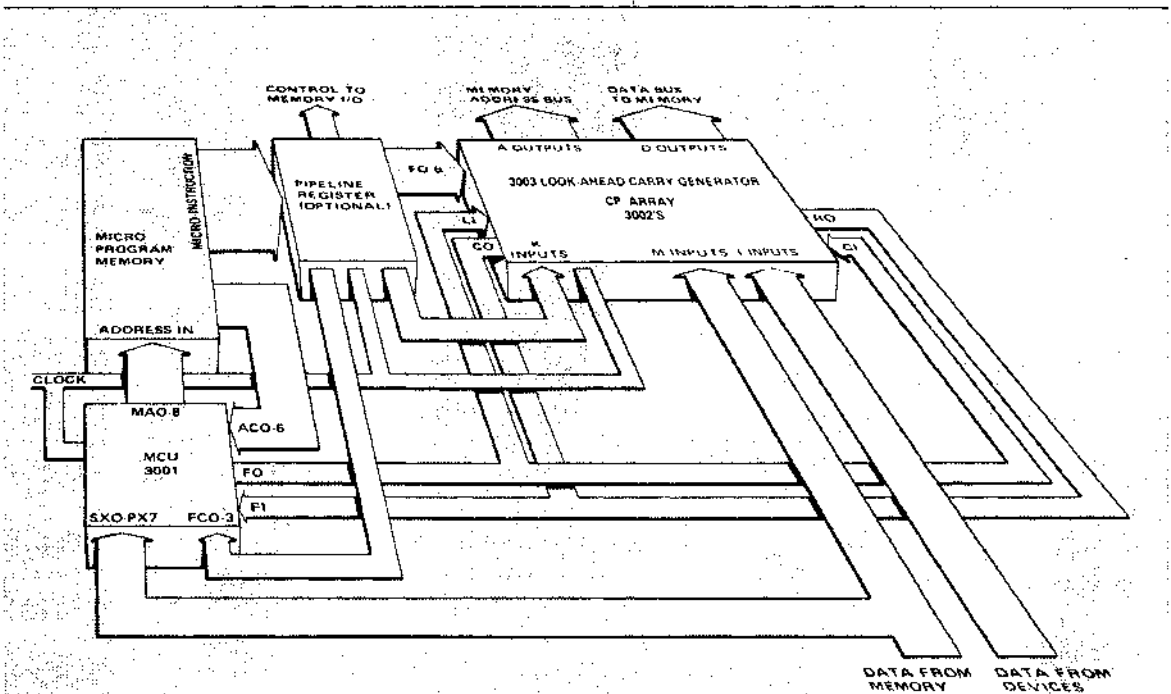 CONTROL TO
MEMORY I/O
MEMORY
ADDRESS BUS
DATA BUS
TO MEMORY
A OUTPUTS
D OUTPUTS
MICRO-INSTRUCTION
FO-6
PIPELINE
REGISTER
(OPTIONAL)
3003 LOOK-AHEAD CARRY GENERATOR
CP ARRAY
3002'S
LI
RO
CO
CI
K
INPUTS
M INPUTS
I INPUTS
MICRO
PROGRAM
MEMORY
ADDRESS IN
CLOCK
MAO-8
ACO-6
MCU
3001
FO
FI
SXO-PX7
FCO-3
DATA FROM
MEMORY
DATA FROM
DEVICES